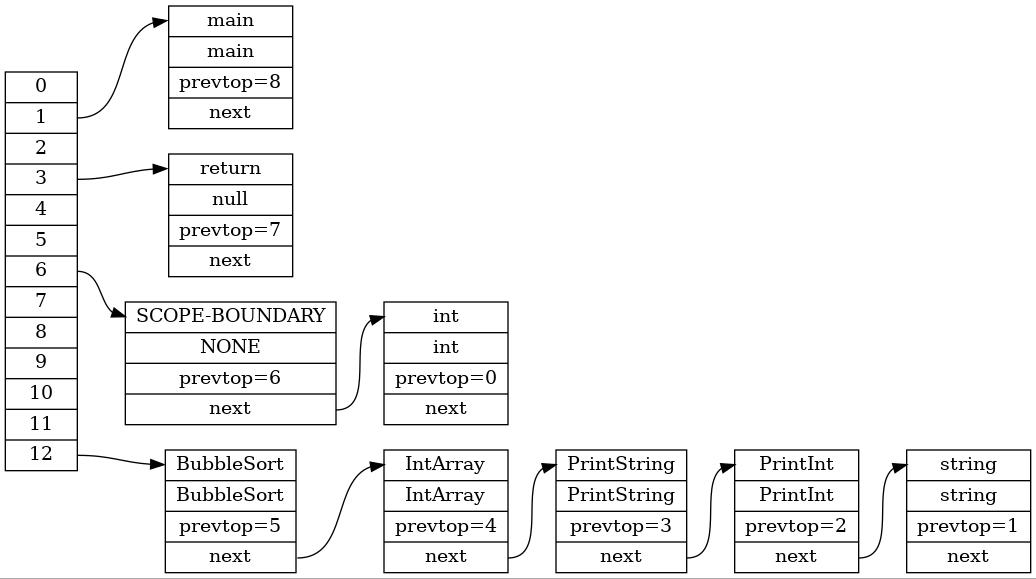 0
1
2
3
4
5
6
7
8
9
10
11
12
main
main
prevtop=8
next
return
null
prevtop=7
next
SCOPE-BOUNDARY
NONE
prevtop=6
next
int
int
prevtop=0
next
BubbleSort
BubbleSort
prevtop=5
next
IntArray
IntArray
prevtop=4
next
PrintString
PrintString
prevtop=3
next
PrintInt
PrintInt
prevtop=2
next
string
string
prevtop=1
next